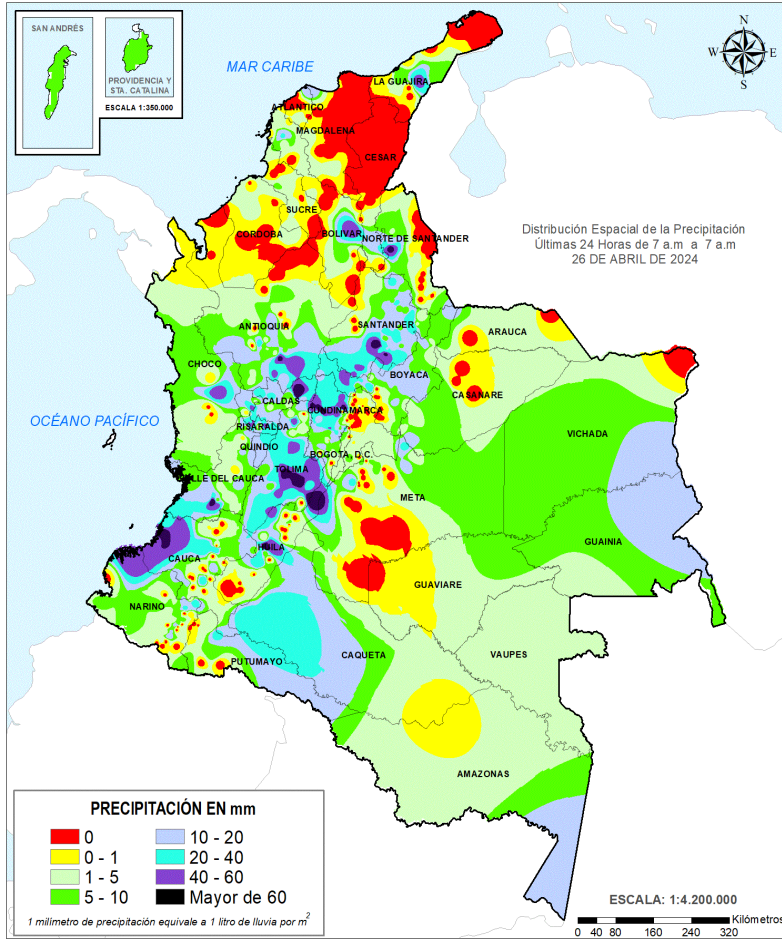 SAN ANDRÉS
PROVIDENCIA Y
STA. CATALINA
ESCALA 1:350.000
MAR CARIBE
N
W
E
S
LA GUAJIRA
ATLANTICO
MAGDALENA
CESAR
SUCRE
CORDOBA
BOLIVAR
NORTE DE SANTANDER
Distribución Espacial de la Precipitación
Últimas 24 Horas de 7 a.m a 7 a.m
26 DE ABRIL DE 2024
ANTIOQUIA
SANTANDER
ARAUCA
CHOCO
BOYACA
CASANARE
CALDAS
CUNDINAMARCA
OCÉANO PACÍFICO
RISARALDA
VICHADA
QUINDIO
BOGOTA, D.C.
TOLIMA
VALLE DEL CAUCA
META
GUAINIA
HUILA
CAUCA
GUAVIARE
NARINO
PUTUMAYO
CAQUETA
VAUPES
AMAZONAS
PRECIPITACIÓN EN mm
0
10 - 20
0 - 1
20 - 40
1 - 5
40 - 60
5 - 10
Mayor de 60
1 milímetro de precipitación equivale a 1 litro de lluvia por m²
ESCALA: 1:4.200.000
Kilómetros
0 40 80 160 240 320